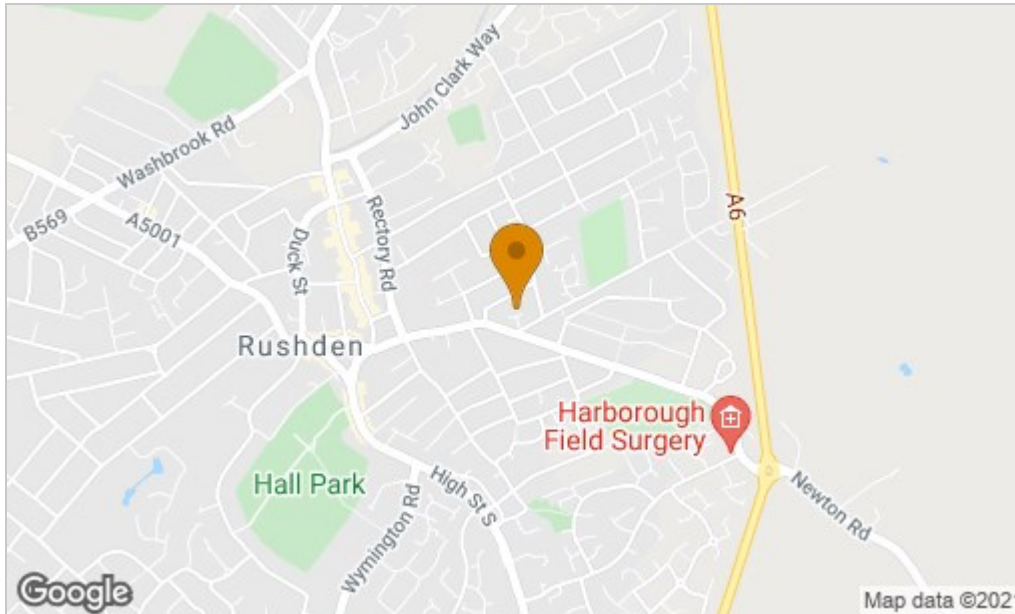 John Clark Way
Washbrook Rd
B569
A5001
Duck St
Rectory Rd
A6
Rushden
Harborough
Field Surgery
Hall Park
High St S
Wymington Rd
Newton Rd
Google
Map data ©2021